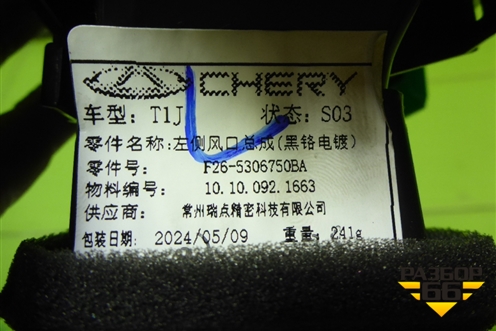 CHERY
车型: T1J 状态: S03
零件名称:左侧风口总成(黑铬电镀)
零件号: F26-5306750BA
物料编号: 10.10.092.1663
供应商: 常州瑞点精密科技有限公司
包装日期: 2024/05/09 重量: 241g
РАЗБОР
66